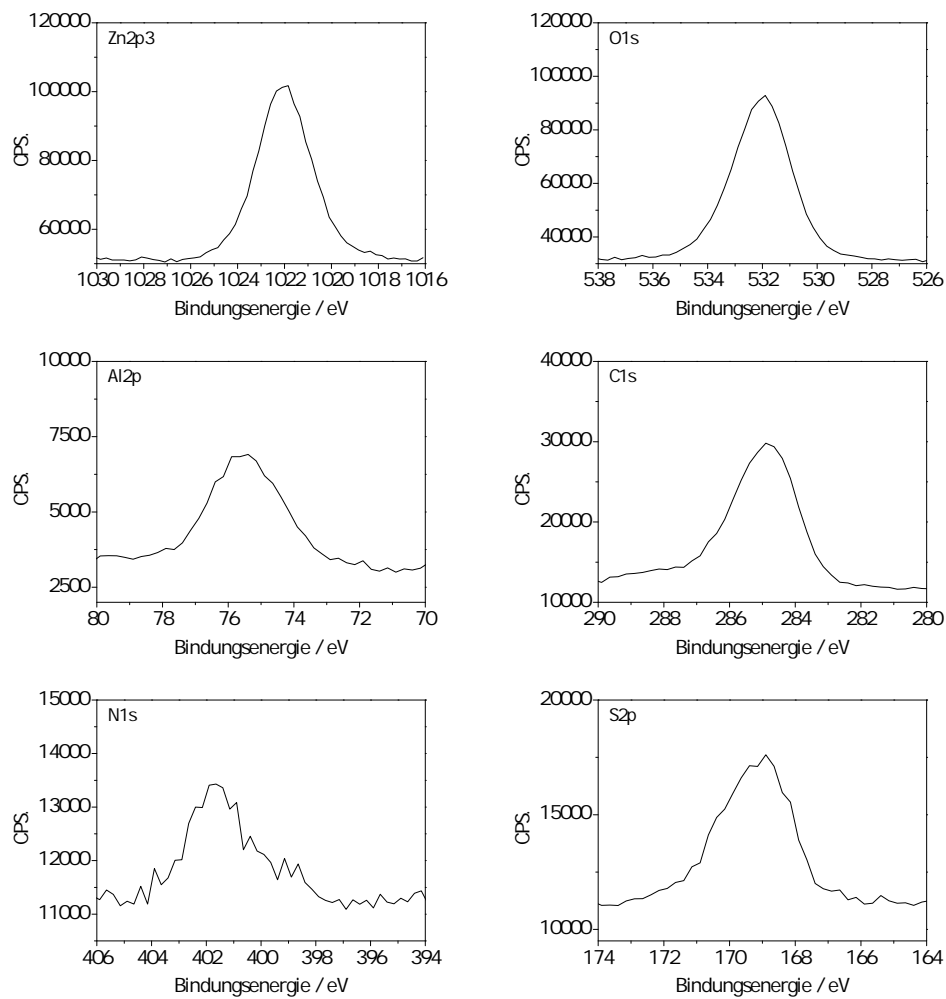 Zn2p3
120000
100000
80000
60000
CPS.
1030 1028 1026 1024 1022 1020 1018 1016
Bindungsenergie / eV
O1s
120000
100000
80000
60000
40000
CPS.
538 536 534 532 530 528 526
Bindungsenergie / eV
Al2p
10000
7500
5000
2500
CPS.
80 78 76 74 72 70
Bindungsenergie / eV
C1s
40000
30000
20000
10000
CPS.
290 288 286 284 282 280
Bindungsenergie / eV
N1s
15000
14000
13000
12000
11000
CPS.
406 404 402 400 398 396 394
Bindungsenergie / eV
S2p
20000
15000
10000
CPS.
174 172 170 168 166 164
Bindungsenergie / eV